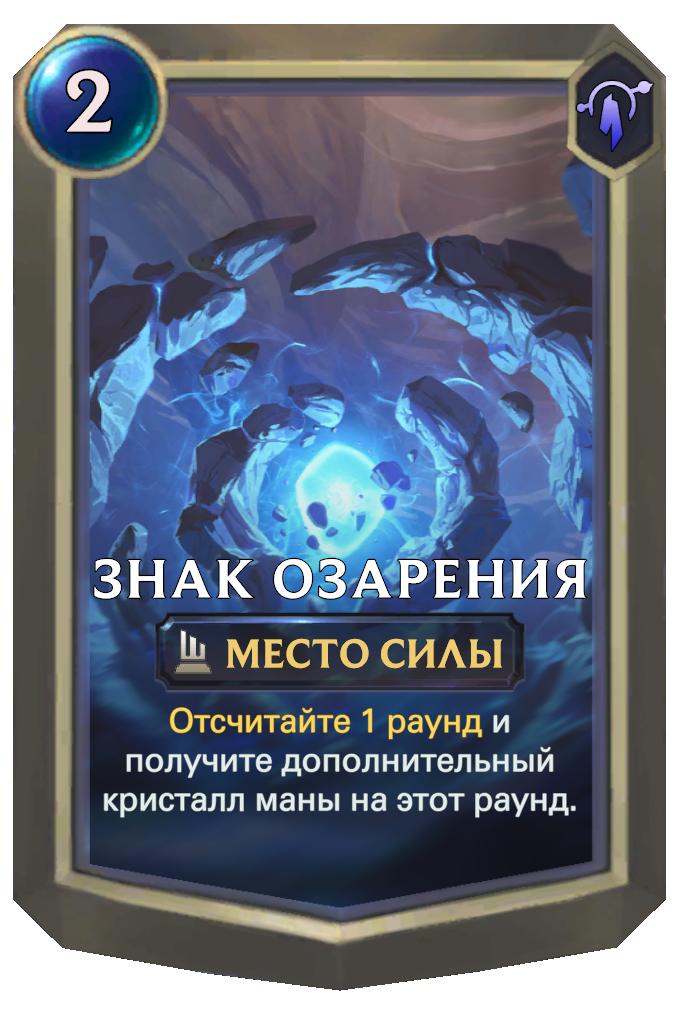 2
ЗНАК ОЗАРЕНИЯ
МЕСТО СИЛЫ
Отсчитайте 1 раунд и
получите дополнительный
кристалл маны на этот раунд.